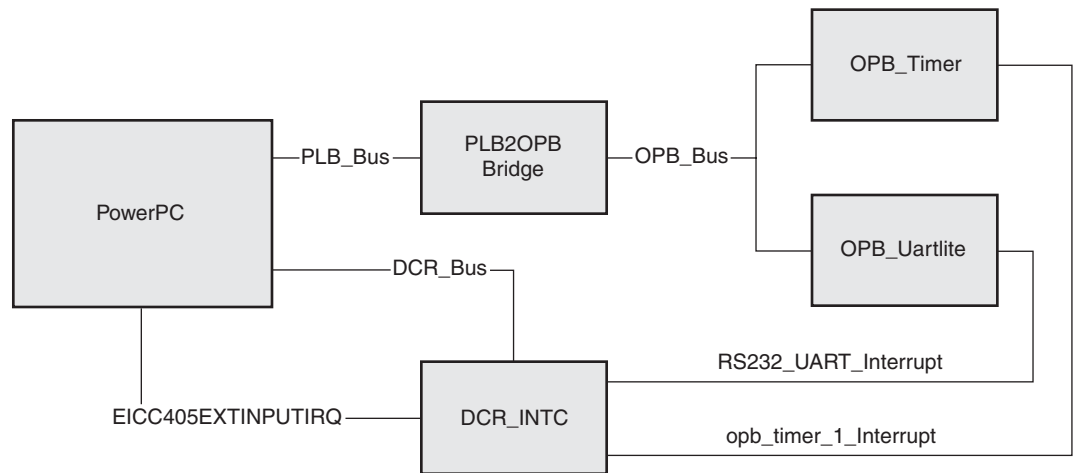 OPB_Timer
PowerPC
PLB_Bus
PLB2OPB
Bridge
OPB_Bus
OPB_Uartlite
DCR_Bus
RS232_UART_Interrupt
EICC405EXTINPUTIRQ
DCR_INTC
opb_timer_1_Interrupt